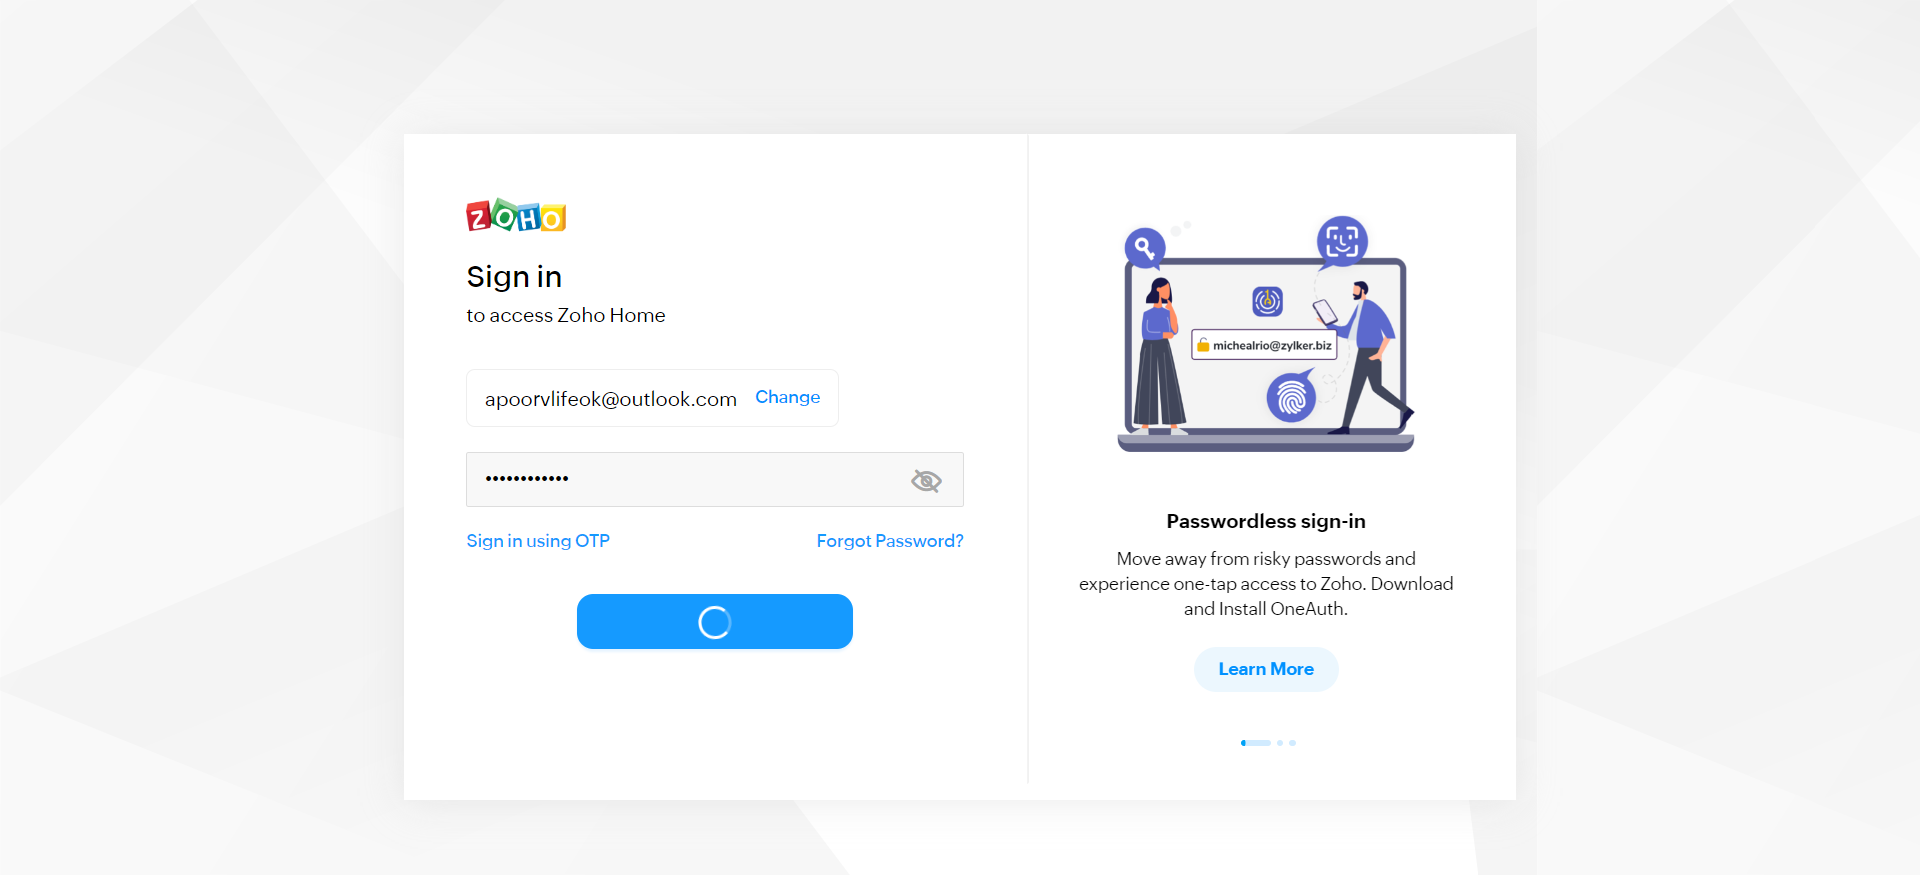 ZOHO
Sign in
to access Zoho Home
apoorvlifeok@outlook.com Change
••••••••••••
Sign in using OTP Forgot Password?
michealrio@zylker.biz
Passwordless sign-in
Move away from risky passwords and
experience one-tap access to Zoho. Download
and Install OneAuth.
Learn More